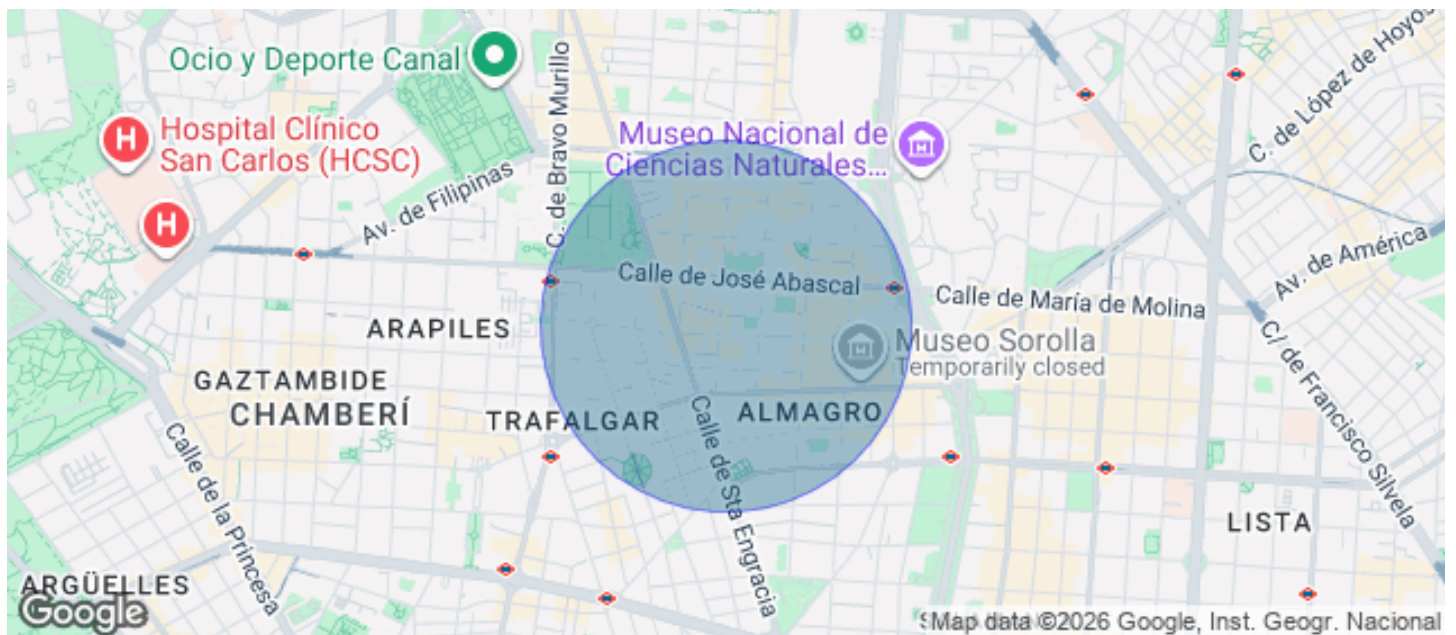 Ocio y Deporte Canal
C. de Bravo Murillo
C. de López de Hoyos
Hospital Clínico
San Carlos (HCSC)
H
H
Museo Nacional de
Ciencias Naturales...
Av. de Filipinas
Av. de América
Calle de José Abascal
Calle de María de Molina
ARAPILES
Museo Sorolla
Temporarily closed
GAZTAMBIDE
CHAMBERÍ
TRAFALGAR
ALMAGRO
C/ de Francisco Silvela
Calle de la Princesa
Calle de Sta Engracia
LISTA
ARGÜELLES
Google
Map data ©2026 Google, Inst. Geogr. Nacional